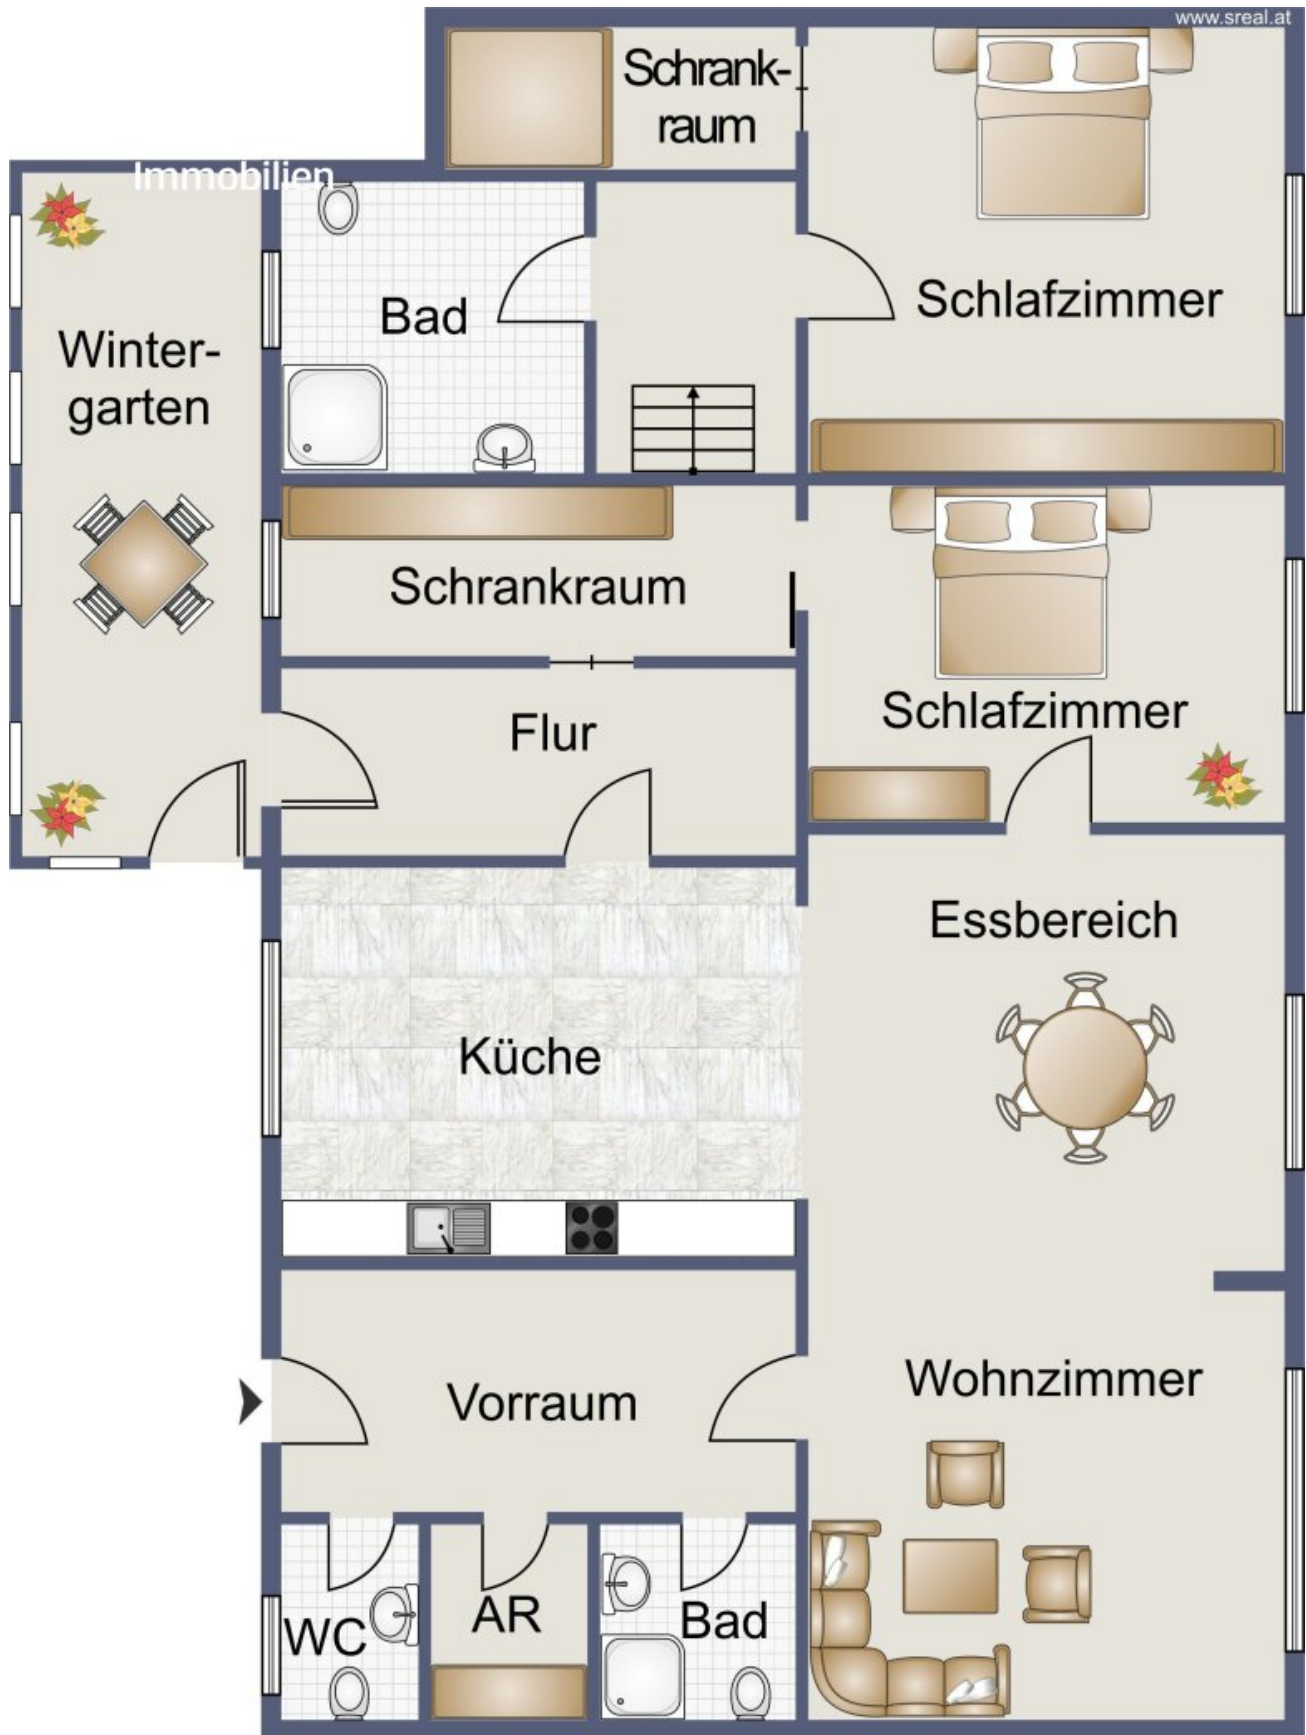 www.sreal.at
Schrank-
raum
Immobilien
Schlafzimmer
Bad
Winter-
garten
Schrankraum
Schlafzimmer
Flur
Essbereich
Küche
Wohnzimmer
Vorraum
WC
AR
Bad